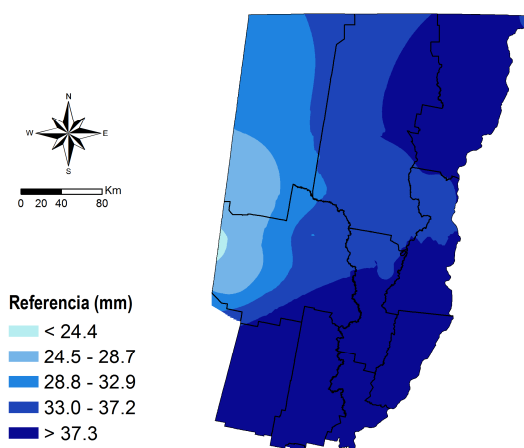 N
W E
S
Km
0 20 40 80
Referencia (mm)
< 24.4
24.5 - 28.7
28.8 - 32.9
33.0 - 37.2
> 37.3